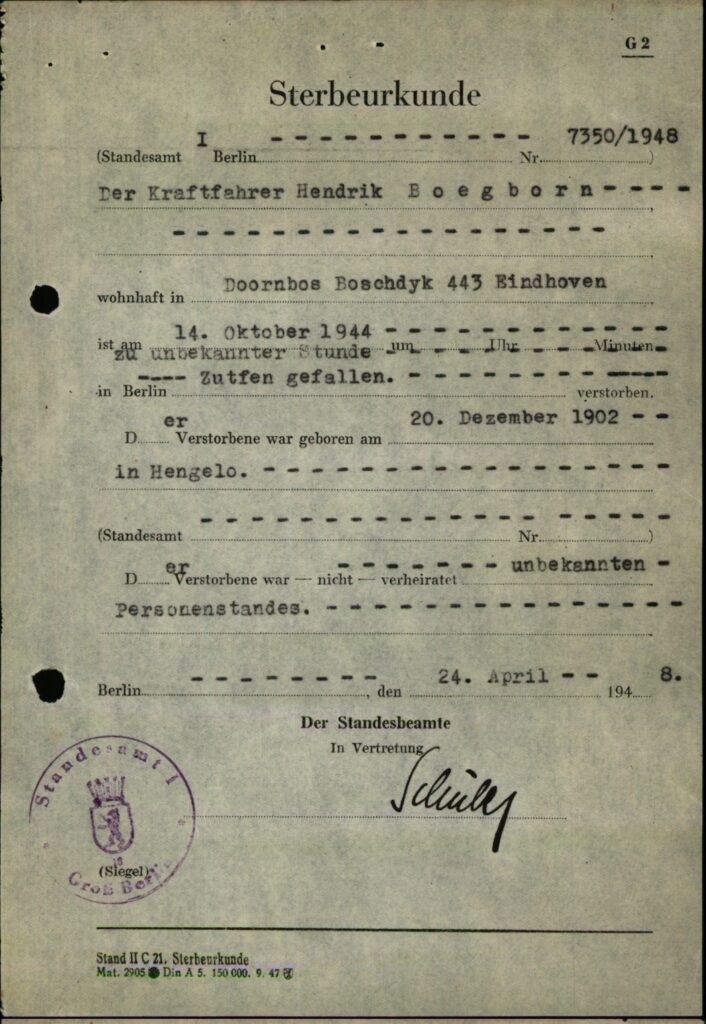 G 2
Sterbeurkunde
I - - - - - - - - - - - 7350/1948
(Standesamt Berlin Nr. )
Der Kraftfahrer Hendrik B o e g b o r n - - - -
- - - - - - - - - - - - - - - - -
wohnhaft in Doornbos Boschdyk 443 Eindhoven
14. Oktober 1944 - - - - - - - - - - - -
ist am um Uhr Minuten
zu unbekannter Stunde - - - - - - - - - - - -
---- Zutfen gefallen. - - - - - - - - - - -
in Berlin verstorben.
er 20. Dezember 1902 - -
D Verstorbene war geboren am
in Hengelo. - - - - - - - - - - - - - - - - -
- - - - - - - - - - - - - - - - - -
(Standesamt Nr. )
er - - - - - - - unbekannten -
D Verstorbene war — nicht — verheiratet
Personenstandes. - - - - - - - - - - - - - - -
- - - - - - - - 24. April - - 8.
Berlin , den 194
Der Standesbeamte
In Vertretung
Standesamt I
(Siegel)
Groß Berlin
Stand II C 21. Sterbeurkunde
Mat. 2905 Din A 5. 150 000. 9. 47